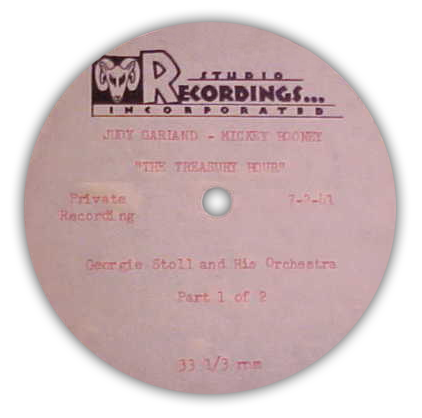 STUDIO
RECORDINGS...
INCORPORATED
JUDY GARLAND - MICKEY ROONEY
"THE TREASURY HOUR"
Private
Recording
Georgie Stoll and His Orchestra
Part 1 of 2
33 1/3 rpm